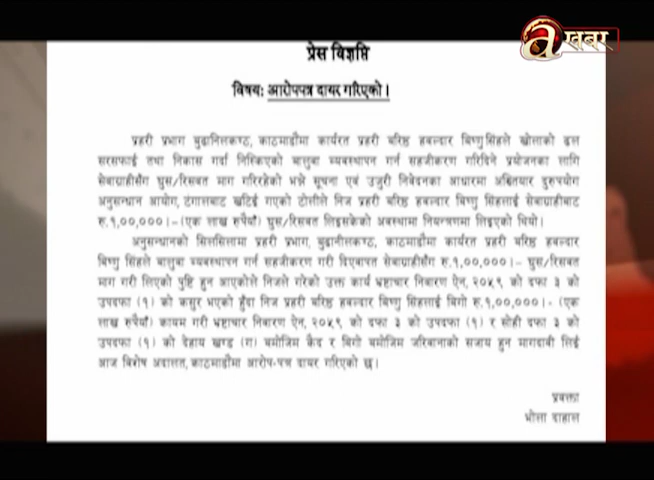 a खबर
प्रेस विज्ञप्ति
विषय: आरोपपत्र दायर गरिएको।
प्रहरी प्रभाग बुढानिलकण्ठ, काठमाडौंमा कार्यरत प्रहरी बरिष्ठ हवल्दार बिष्णु सिंहले खोलाको ढल
सरसफाई तथा निकास गर्दा निस्किएको बालुवा व्यवस्थापन गर्न सहजीकरण गरिदिने प्रयोजनका लागि
सेवाग्राहीसँग घुस/रिसवत माग गरिरहेको भन्ने सूचना एवं उजुरी निवेदनका आधारमा अख्तियार दुरुपयोग
अनुसन्धान आयोग, टंगालबाट खटिई गएको टोलीले निज प्रहरी बरिष्ठ हवल्दार बिष्णु सिंहलाई सेवाग्राहीबाट
रु.१,००,०००।- (एक लाख रुपैयाँ) घुस/रिसवत लिइसकेको अवस्थामा नियन्त्रणमा लिइएको थियो।
अनुसन्धानको सिलसिलामा प्रहरी प्रभाग, बुढानीलकण्ठ, काठमाडौंमा कार्यरत प्रहरी बरिष्ठ हवल्दार
बिष्णु सिंहले बालुवा व्यवस्थापन गर्न सहजीकरण गरी दिएवापत सेवाग्राहीसँग रु.१,००,०००।- घुस/रिसवत
माग गरी लिएको पुष्टि हुन आएकोले निजले गरेको उक्त कार्य भ्रष्टाचार निवारण ऐन, २०५९ को दफा ३ को
उपदफा (१) को कसुर भएको हुँदा निज प्रहरी बरिष्ठ हवल्दार बिष्णु सिंहलाई बिगो रु.१,००,०००।- (एक
लाख रुपैयाँ) कायम गरी भ्रष्टाचार निवारण ऐन, २०५९ को दफा ३ को उपदफा (१) र सोही दफा ३ को
उपदफा (१) को देहाय खण्ड (ग) बमोजिम कैद र बिगो बमोजिम जरिवानाको सजाय हुन मागदावी लिई
आज विशेष अदालत, काठमाडौंमा आरोप-पत्र दायर गरिएको छ।
प्रवक्ता
भोला दाहाल